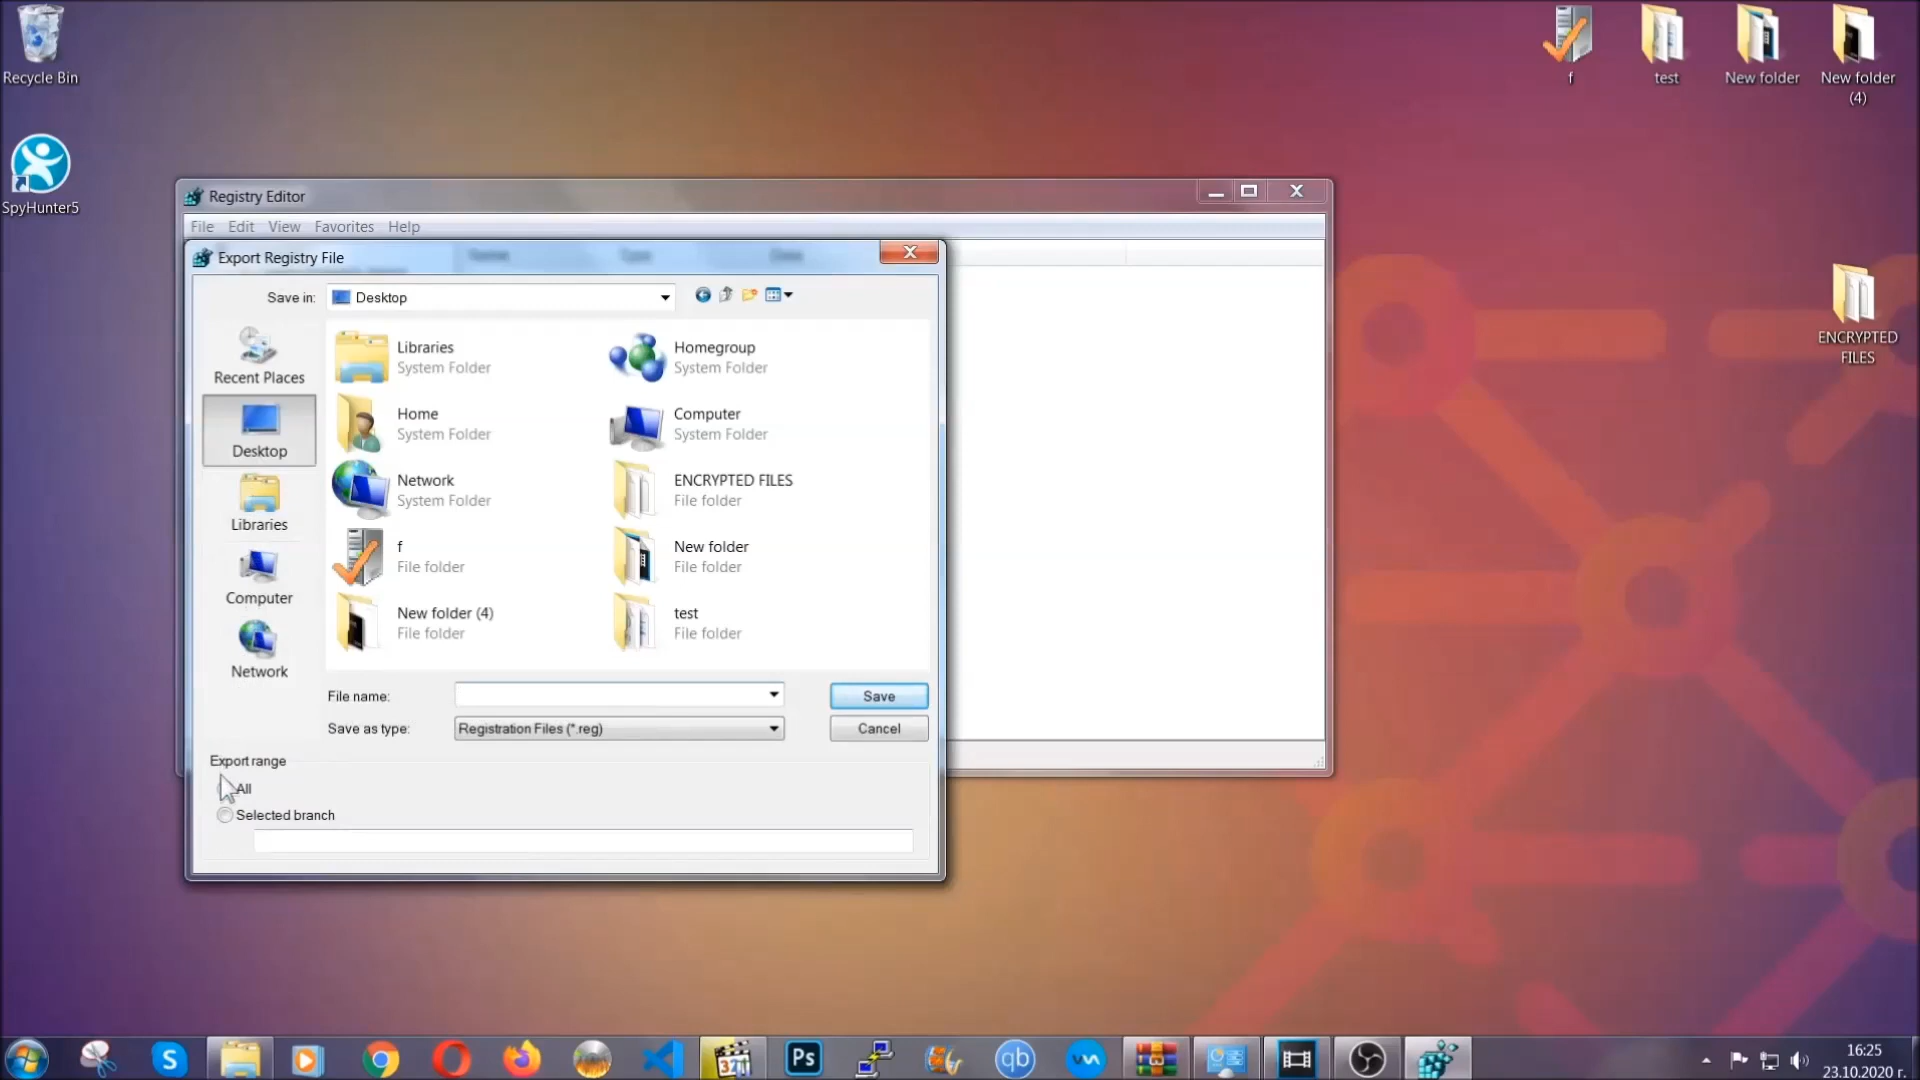 Recycle Bin
SpyHunter5
f
test
New folder
New folder
(4)
ENCRYPTED
FILES
Registry Editor
File Edit View Favorites Help
Export Registry File
Save in:
Desktop
Recent Places
Desktop
Libraries
Computer
Network
Libraries
System Folder
Homegroup
System Folder
Home
System Folder
Computer
System Folder
Network
System Folder
ENCRYPTED FILES
File folder
f
File folder
New folder
File folder
New folder (4)
File folder
test
File folder
File name:
Save
Save as type:
Registration Files (*.reg)
Cancel
Export range
All
Selected branch
S
321
Ps
qb
16:25
23.10.2020 г.